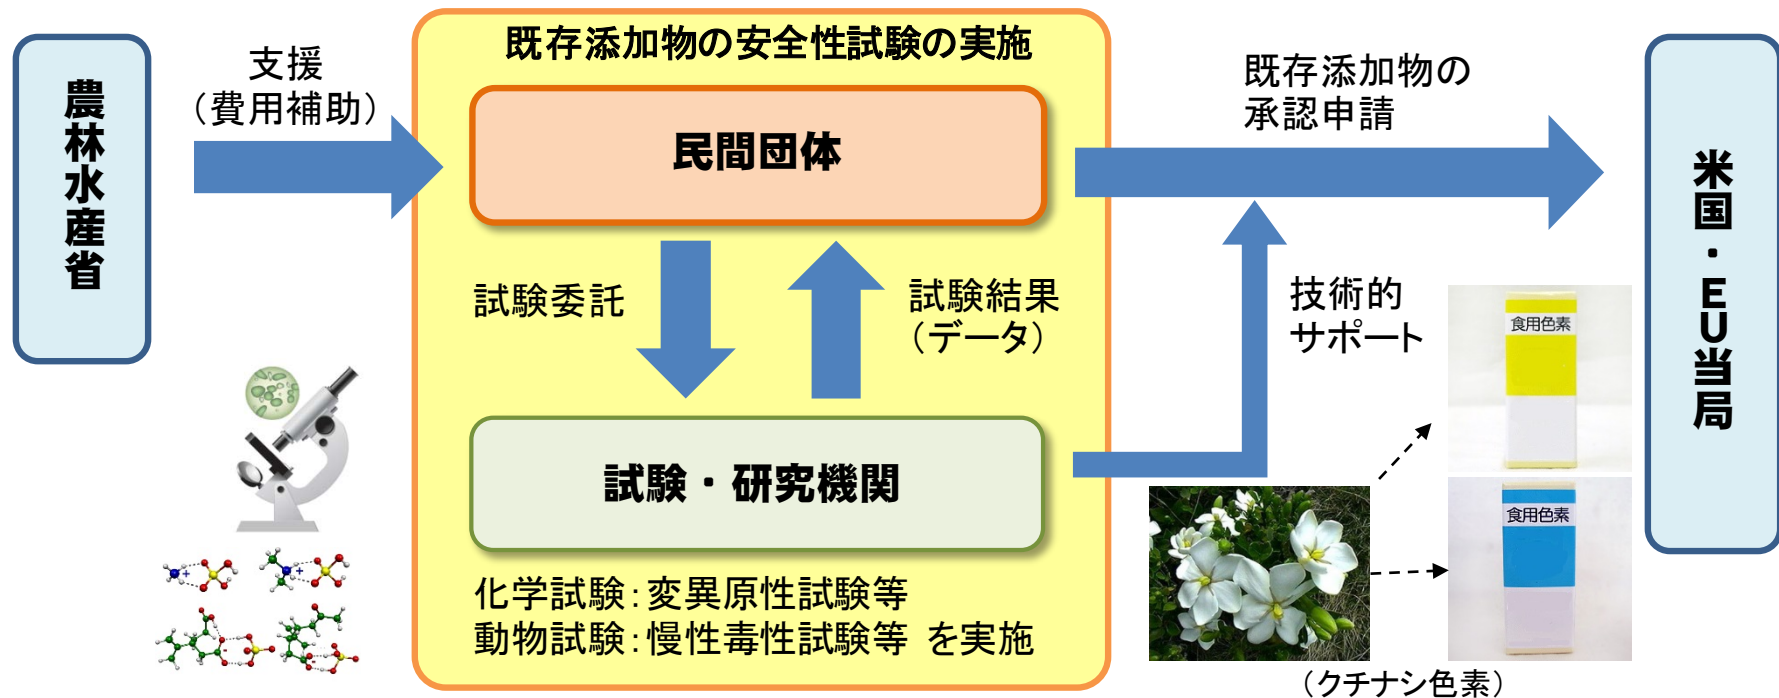 農林水産省
支援
（費用補助）
既存添加物の安全性試験の実施
民間団体
試験委託
試験結果
（データ）
試験・研究機関
化学試験：変異原性試験等
動物試験：慢性毒性試験等 を実施
既存添加物の
承認申請
技術的
サポート
食用色素
食用色素
（クチナシ色素）
米国・EU当局